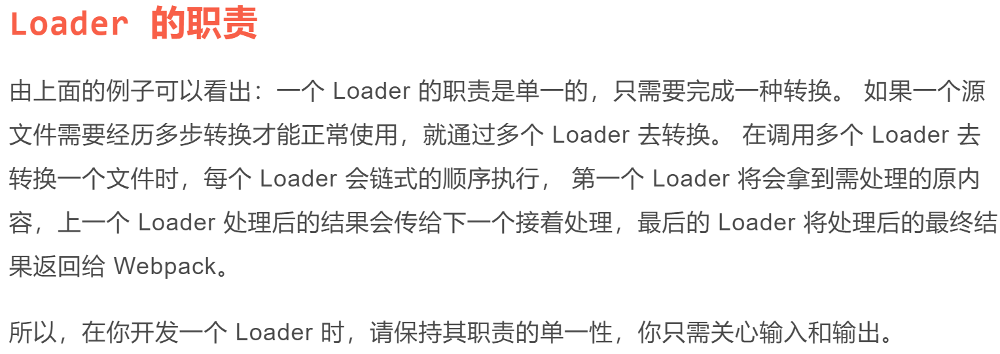 Loader 的职责
由上面的例子可以看出：一个 Loader 的职责是单一的，只需要完成一种转换。 如果一个源
文件需要经历多步转换才能正常使用，就通过多个 Loader 去转换。 在调用多个 Loader 去
转换一个文件时，每个 Loader 会链式的顺序执行， 第一个 Loader 将会拿到需处理的原内
容，上一个 Loader 处理后的结果会传给下一个接着处理，最后的 Loader 将处理后的最终结
果返回给 Webpack。
所以，在你开发一个 Loader 时，请保持其职责的单一性，你只需关心输入和输出。